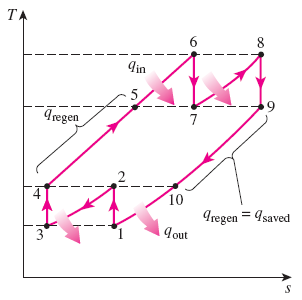 T
6
8
q_in
5
q_regen
7
9
4
2
10
q_regen = q_saved
3
1
q_out
s